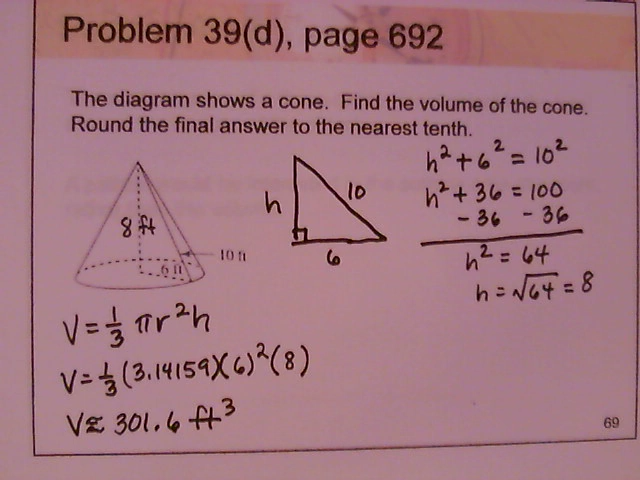 Problem 39(d), page 692
The diagram shows a cone. Find the volume of the cone.
Round the final answer to the nearest tenth.
8 ft
6 ft
10 ft
h
10
6
h² + 6² = 10²
h² + 36 = 100
- 36 - 36
h² = 64
h = √64 = 8
V = 1/3 πr²h
V = 1/3 (3.14159)(6)²(8)
V ≈ 301.6 ft³
69